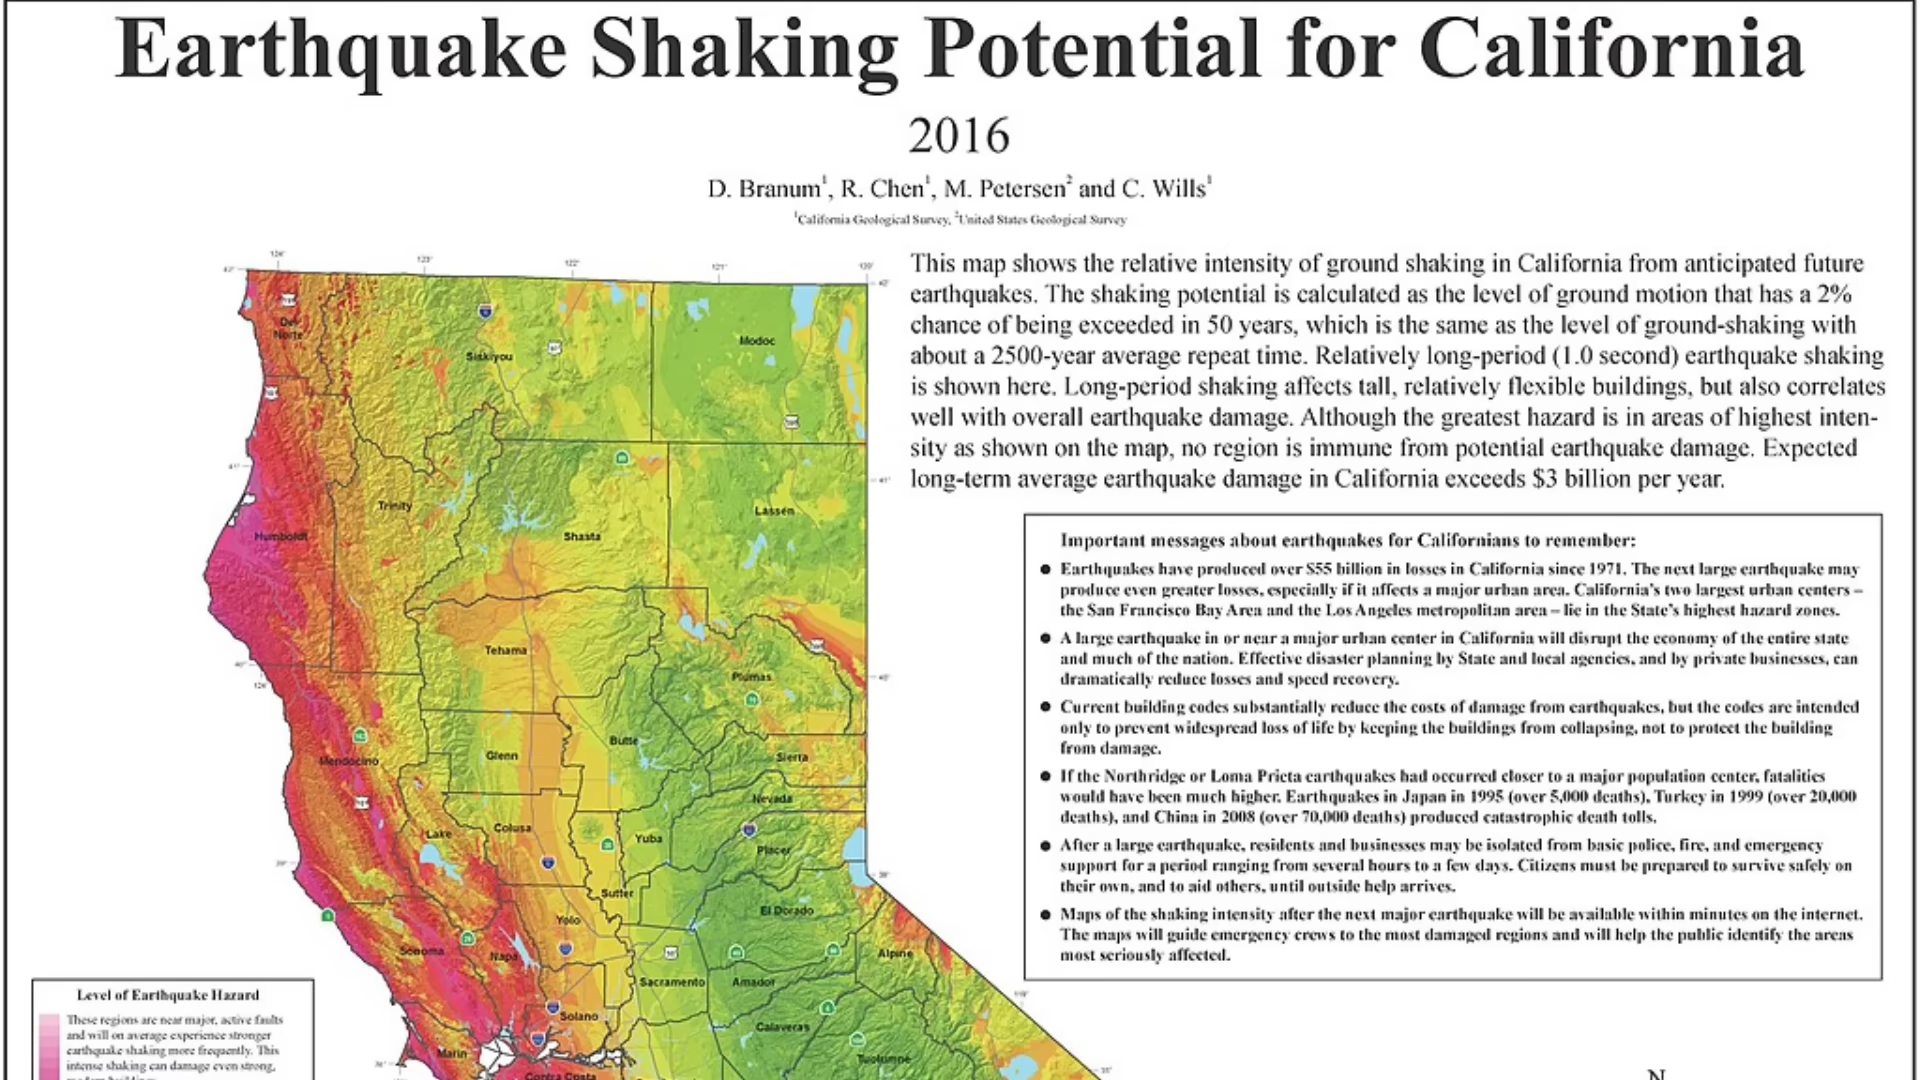 Earthquake Shaking Potential for California
2016
D. Branum¹, R. Chen¹, M. Petersen² and C. Wills¹
¹California Geological Survey, ²United States Geological Survey
This map shows the relative intensity of ground shaking in California from anticipated future
earthquakes. The shaking potential is calculated as the level of ground motion that has a 2%
chance of being exceeded in 50 years, which is the same as the level of ground-shaking with
about a 2500-year average repeat time. Relatively long-period (1.0 second) earthquake shaking
is shown here. Long-period shaking affects tall, relatively flexible buildings, but also correlates
well with overall earthquake damage. Although the greatest hazard is in areas of highest inten-
sity as shown on the map, no region is immune from potential earthquake damage. Expected
long-term average earthquake damage in California exceeds $3 billion per year.
Important messages about earthquakes for Californians to remember:
● Earthquakes have produced over $55 billion in losses in California since 1971. The next large earthquake may
produce even greater losses, especially if it affects a major urban area. California's two largest urban centers –
the San Francisco Bay Area and the Los Angeles metropolitan area – lie in the State's highest hazard zones.
● A large earthquake in or near a major urban center in California will disrupt the economy of the entire state
and much of the nation. Effective disaster planning by State and local agencies, and by private businesses, can
dramatically reduce losses and speed recovery.
● Current building codes substantially reduce the costs of damage from earthquakes, but the codes are intended
only to prevent widespread loss of life by keeping the buildings from collapsing, not to protect the building
from damage.
● If the Northridge or Loma Prieta earthquakes had occurred closer to a major population center, fatalities
would have been much higher. Earthquakes in Japan in 1995 (over 5,000 deaths), Turkey in 1999 (over 20,000
deaths), and China in 2008 (over 70,000 deaths) produced catastrophic death tolls.
● After a large earthquake, residents and businesses may be isolated from basic police, fire, and emergency
support for a period ranging from several hours to a few days. Citizens must be prepared to survive safely on
their own, and to aid others, until outside help arrives.
● Maps of the shaking intensity after the next major earthquake will be available within minutes on the internet.
The maps will guide emergency crews to the most damaged regions and will help the public identify the areas
most seriously affected.
Del
Norte
Siskiyou
Modoc
Humboldt
Trinity
Shasta
Lassen
Tehama
Plumas
Mendocino
Glenn
Butte
Sierra
Nevada
Lake
Colusa
Yuba
Placer
Sutter
El Dorado
Yolo
Sonoma
Napa
Alpine
Sacramento
Amador
Solano
Calaveras
Marin
Tuolumne
Contra Costa
Level of Earthquake Hazard
These regions are near major, active faults
and will on average experience stronger
earthquake shaking more frequently. This
intense shaking can damage even strong,
modern buildings.
N